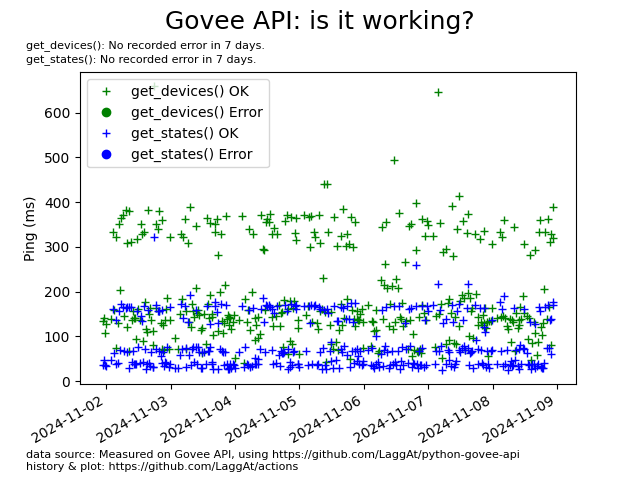 Govee API: is it working?
get_devices(): No recorded error in 7 days.
get_states(): No recorded error in 7 days.
get_devices() OK
get_devices() Error
get_states() OK
get_states() Error
Ping (ms)
600
500
400
300
200
100
0
2024-11-02
2024-11-03
2024-11-04
2024-11-05
2024-11-06
2024-11-07
2024-11-08
2024-11-09
data source: Measured on Govee API, using https://github.com/LaggAt/python-govee-api
history & plot: https://github.com/LaggAt/actions